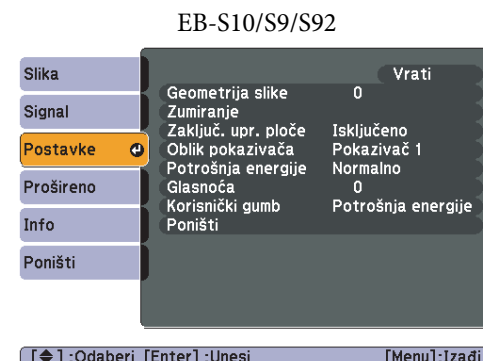 EB-S10/S9/S92
Slika
Signal
Postavke
Prošireno
Info
Poništi
Vrati
Geometrija slike 0
Zumiranje
Zaključ. upr. ploče Isključeno
Oblik pokazivača Pokazivač 1
Potrošnja energije Normalno
Glasnoća 0
Korisnički gumb Potrošnja energije
Poništi
[◆] :Odaberi [Enter] :Unesi [Menu]:Izađi